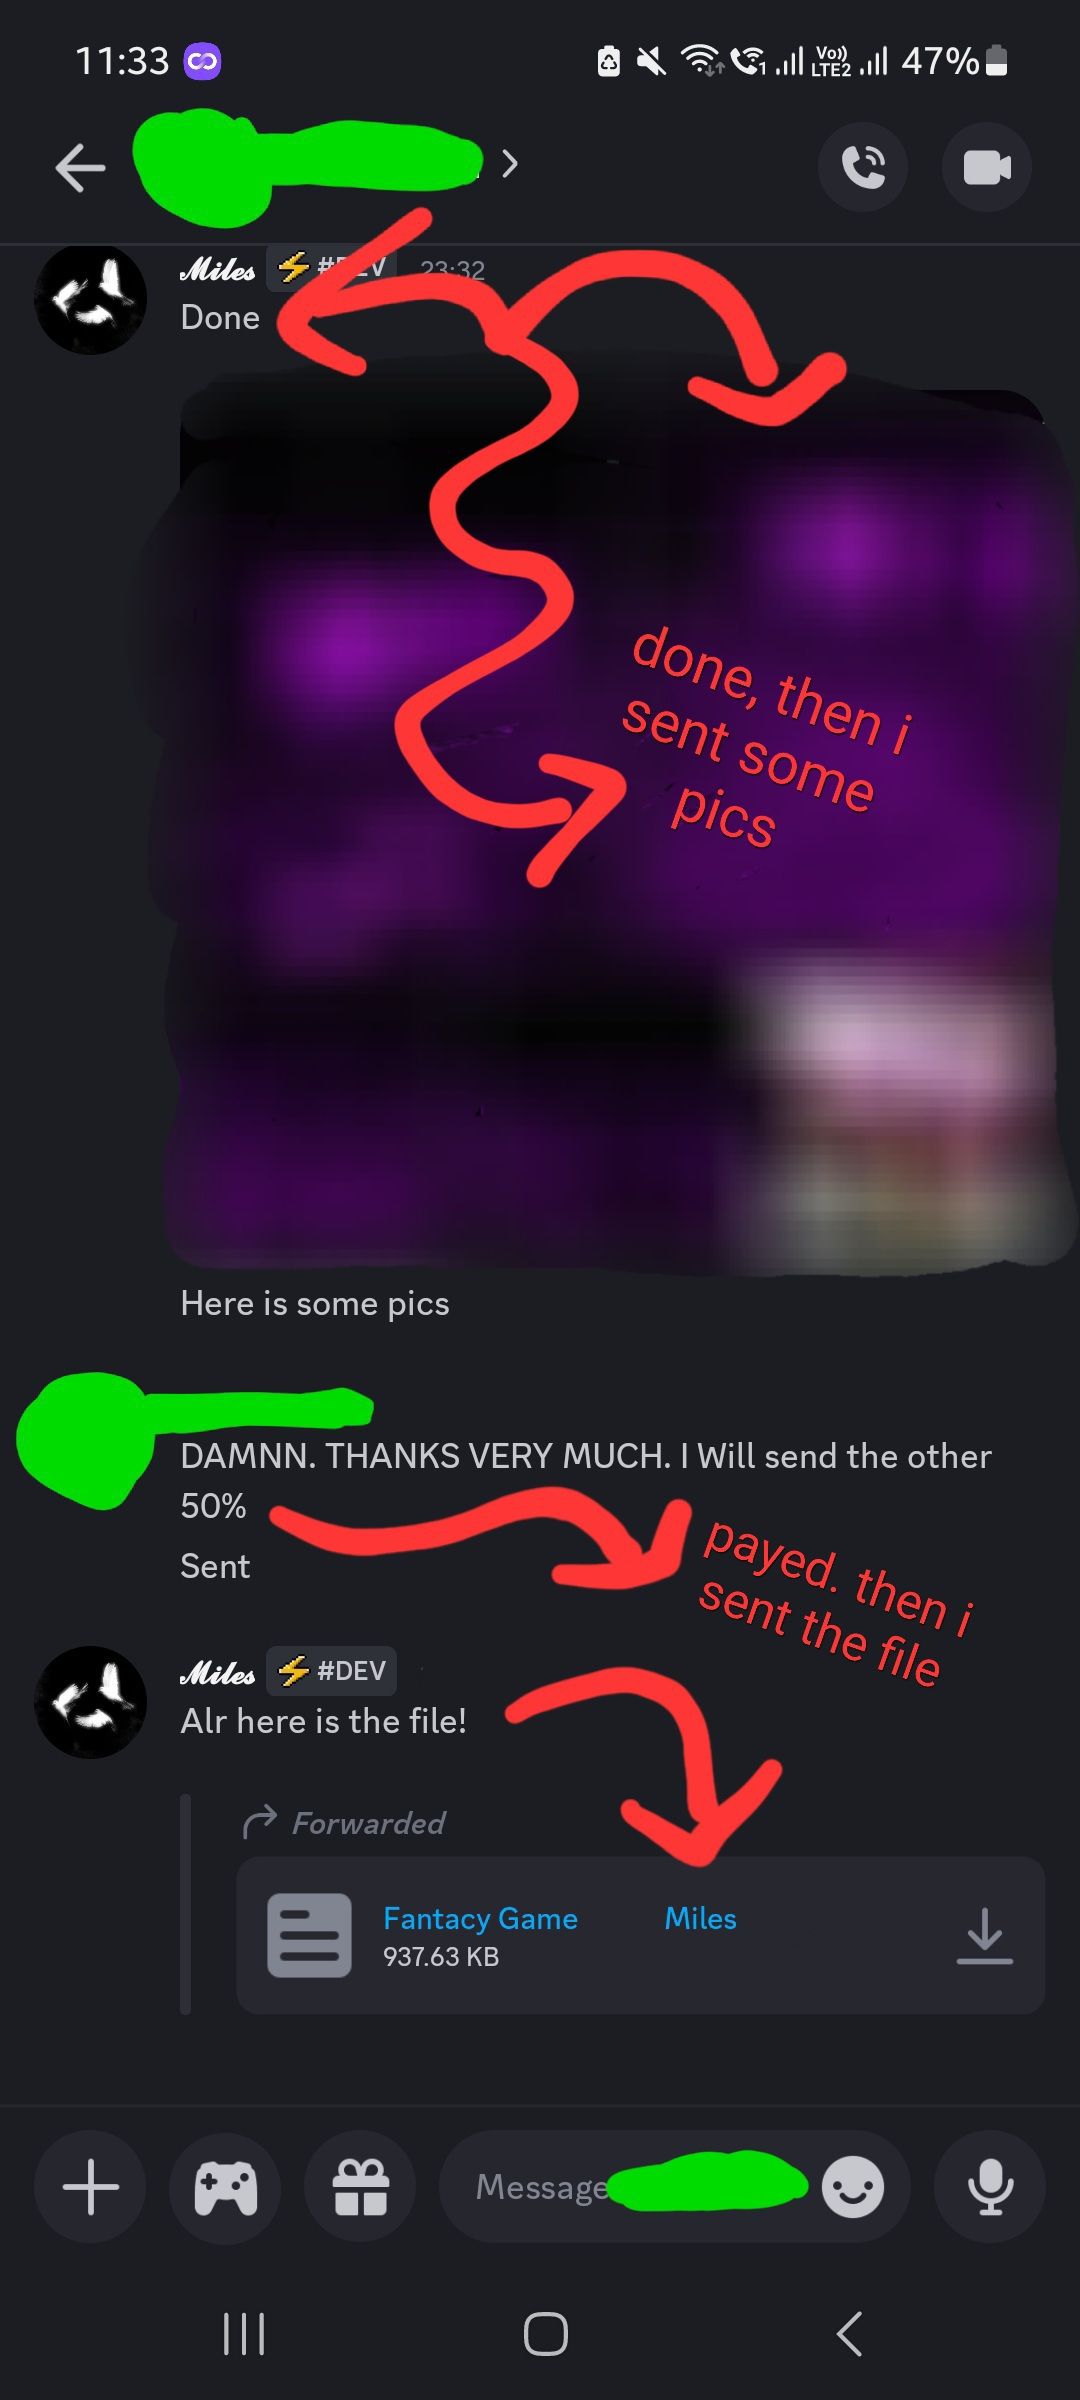 11:33
Vo))
LTE2
47%
Miles #DEV 23:32
Done
done, then i
sent some
pics
Here is some pics
DAMNN. THANKS VERY MUCH. I Will send the other
50%
Sent
payed. then i
sent the file
Miles #DEV
Alr here is the file!
Forwarded
Fantacy Game Miles
937.63 KB
Message